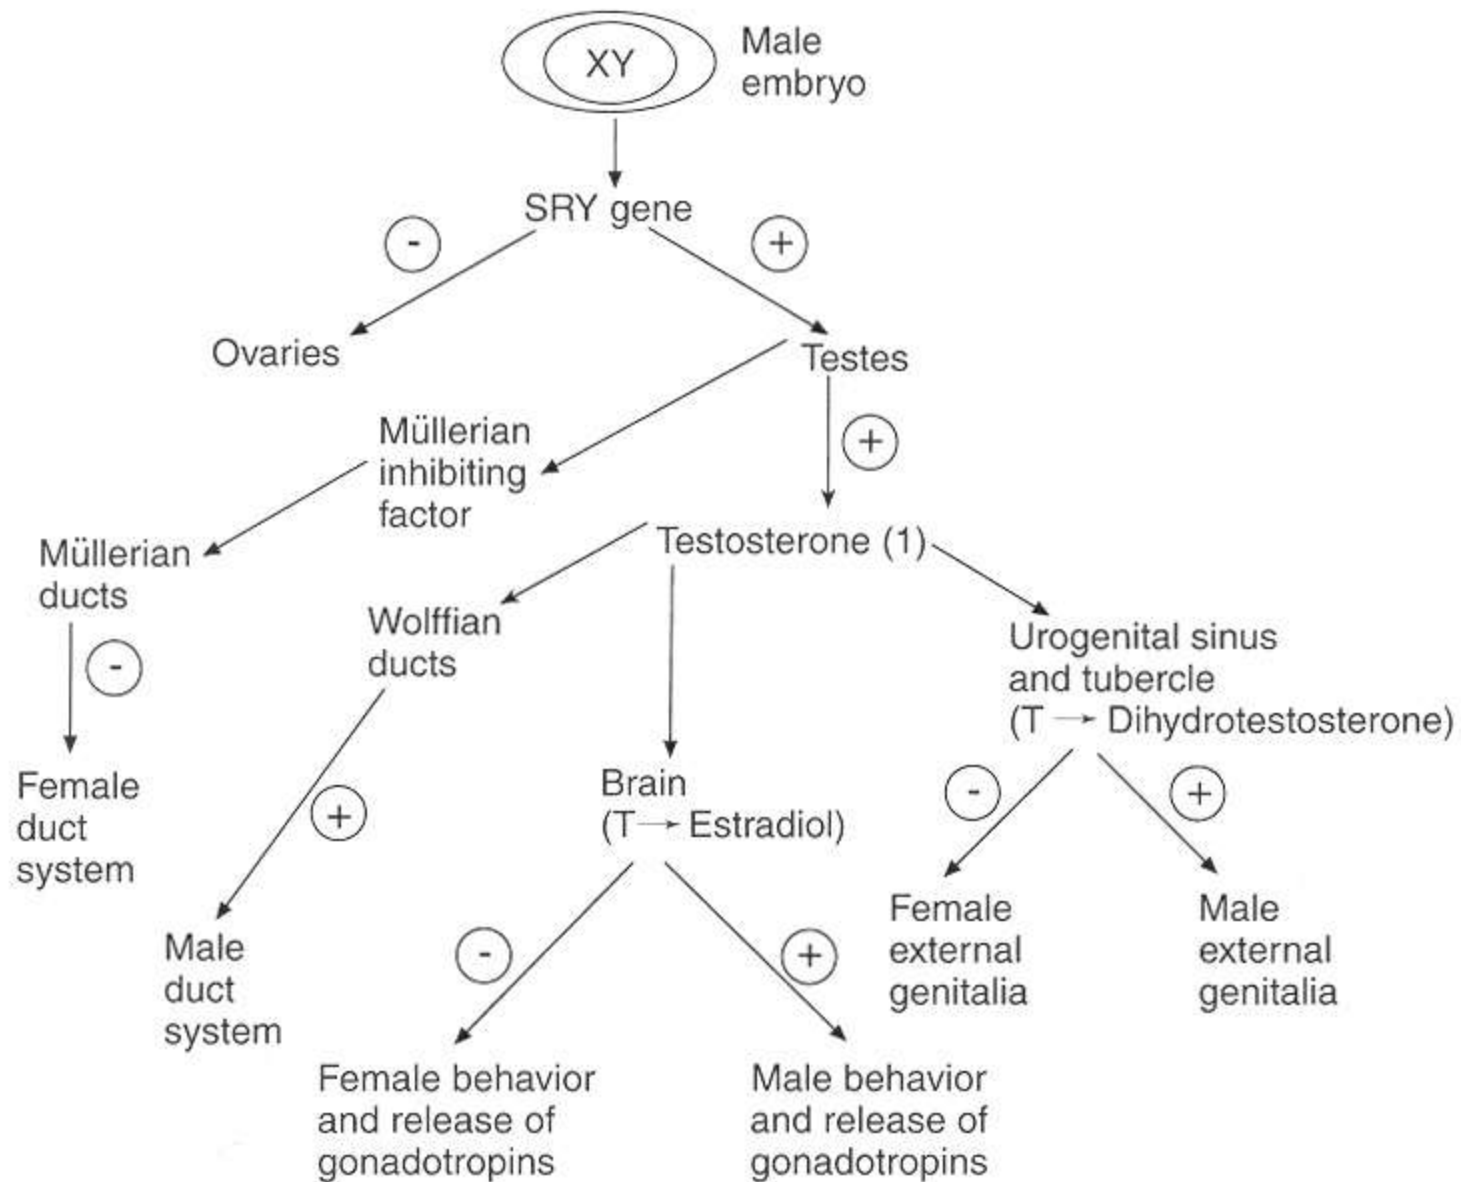 XY
Male
embryo
SRY gene
-
+
Ovaries
Testes
Müllerian
inhibiting
factor
+
Testosterone (1)
Müllerian
ducts
-
Wolffian
ducts
Urogenital sinus
and tubercle
(T → Dihydrotestosterone)
Female
duct
system
+
Brain
(T → Estradiol)
-
+
Male
duct
system
-
+
Female
external
genitalia
Male
external
genitalia
Female behavior
and release of
gonadotropins
Male behavior
and release of
gonadotropins